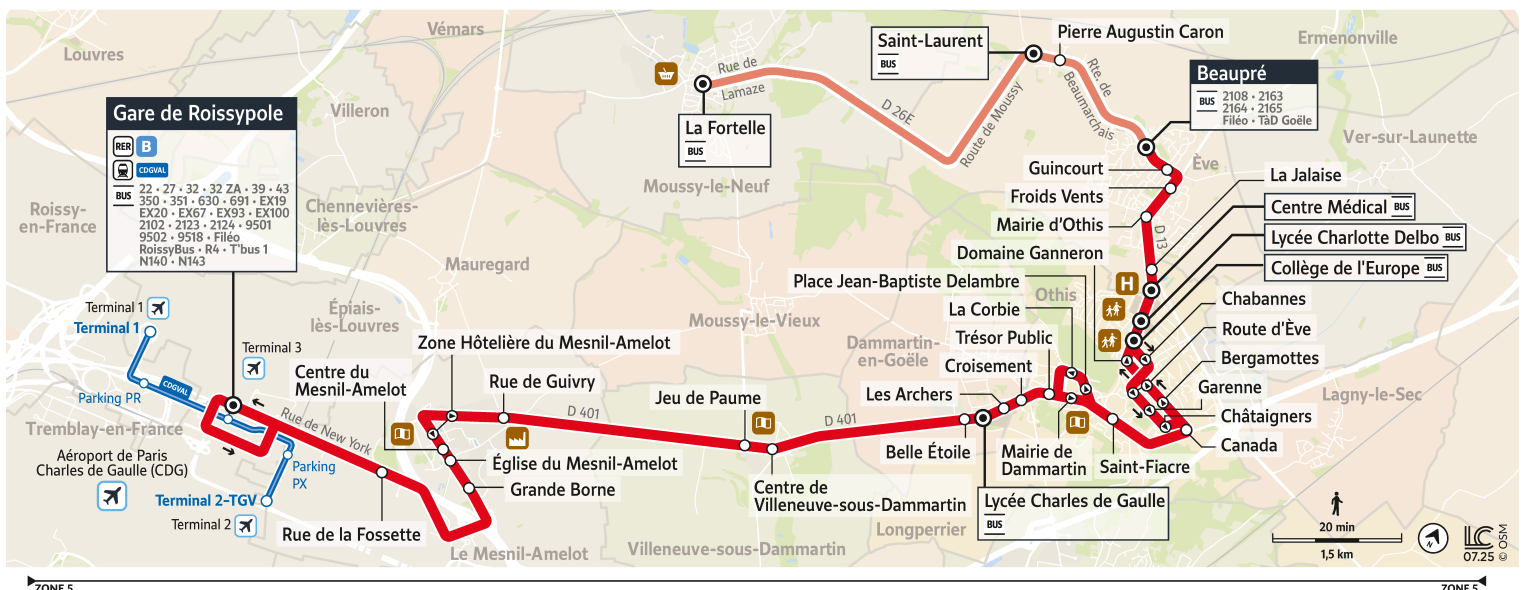 Louvres
Vémars
Villeron
Roissy-
en-France
Chennevières-
lès-Louvres
Mauregard
Épiais-
lès-Louvres
Moussy-le-Neuf
Moussy-le-Vieux
Dammartin-
en-Goële
Othis
Ève
Ermenonville
Ver-sur-Launette
Lagny-le-Sec
Longperrier
Villeneuve-sous-Dammartin
Le Mesnil-Amelot
Tremblay-en-France
Gare de Roissypole
RER B
CDGVAL
BUS
22 • 27 • 32 • 32 ZA • 39 • 43
350 • 351 • 630 • 691 • EX19
EX20 • EX67 • EX93 • EX100
2102 • 2123 • 2124 • 9501
9502 • 9518 • Filéo
RoissyBus • R4 • T'bus 1
N140 • N143
Terminal 1
Terminal 1
Parking PR
CDGVAL
Terminal 3
Aéroport de Paris
Charles de Gaulle (CDG)
Parking
PX
Terminal 2–TGV
Terminal 2
Rue de New York
Rue de la Fossette
Centre du
Mesnil-Amelot
Zone Hôtelière du Mesnil-Amelot
Rue de Guivry
Église du Mesnil-Amelot
Grande Borne
D 401
Jeu de Paume
Centre de
Villeneuve-sous-Dammartin
D 401
Belle Étoile
Lycée Charles de Gaulle
BUS
Les Archers
Croisement
Trésor Public
La Corbie
Place Jean-Baptiste Delambre
Domaine Ganneron
Mairie de
Dammartin
Saint-Fiacre
Canada
Châtaigners
Garenne
Bergamottes
Route d'Ève
Chabannes
Collège de l'Europe BUS
Lycée Charlotte Delbo BUS
Centre Médical BUS
La Jalaise
H
D 13
Mairie d'Othis
Froids Vents
Guincourt
Beaupré
BUS
2108 • 2163
2164 • 2165
Filéo • TàD Goële
Rte. de
Beaumarchais
Pierre Augustin Caron
Saint-Laurent
BUS
Route de Moussy
D 26E
Rue de
Lamaze
La Fortelle
BUS
20 min
1,5 km
LC
07.25
© OSM
ZONE 5
ZONE 5